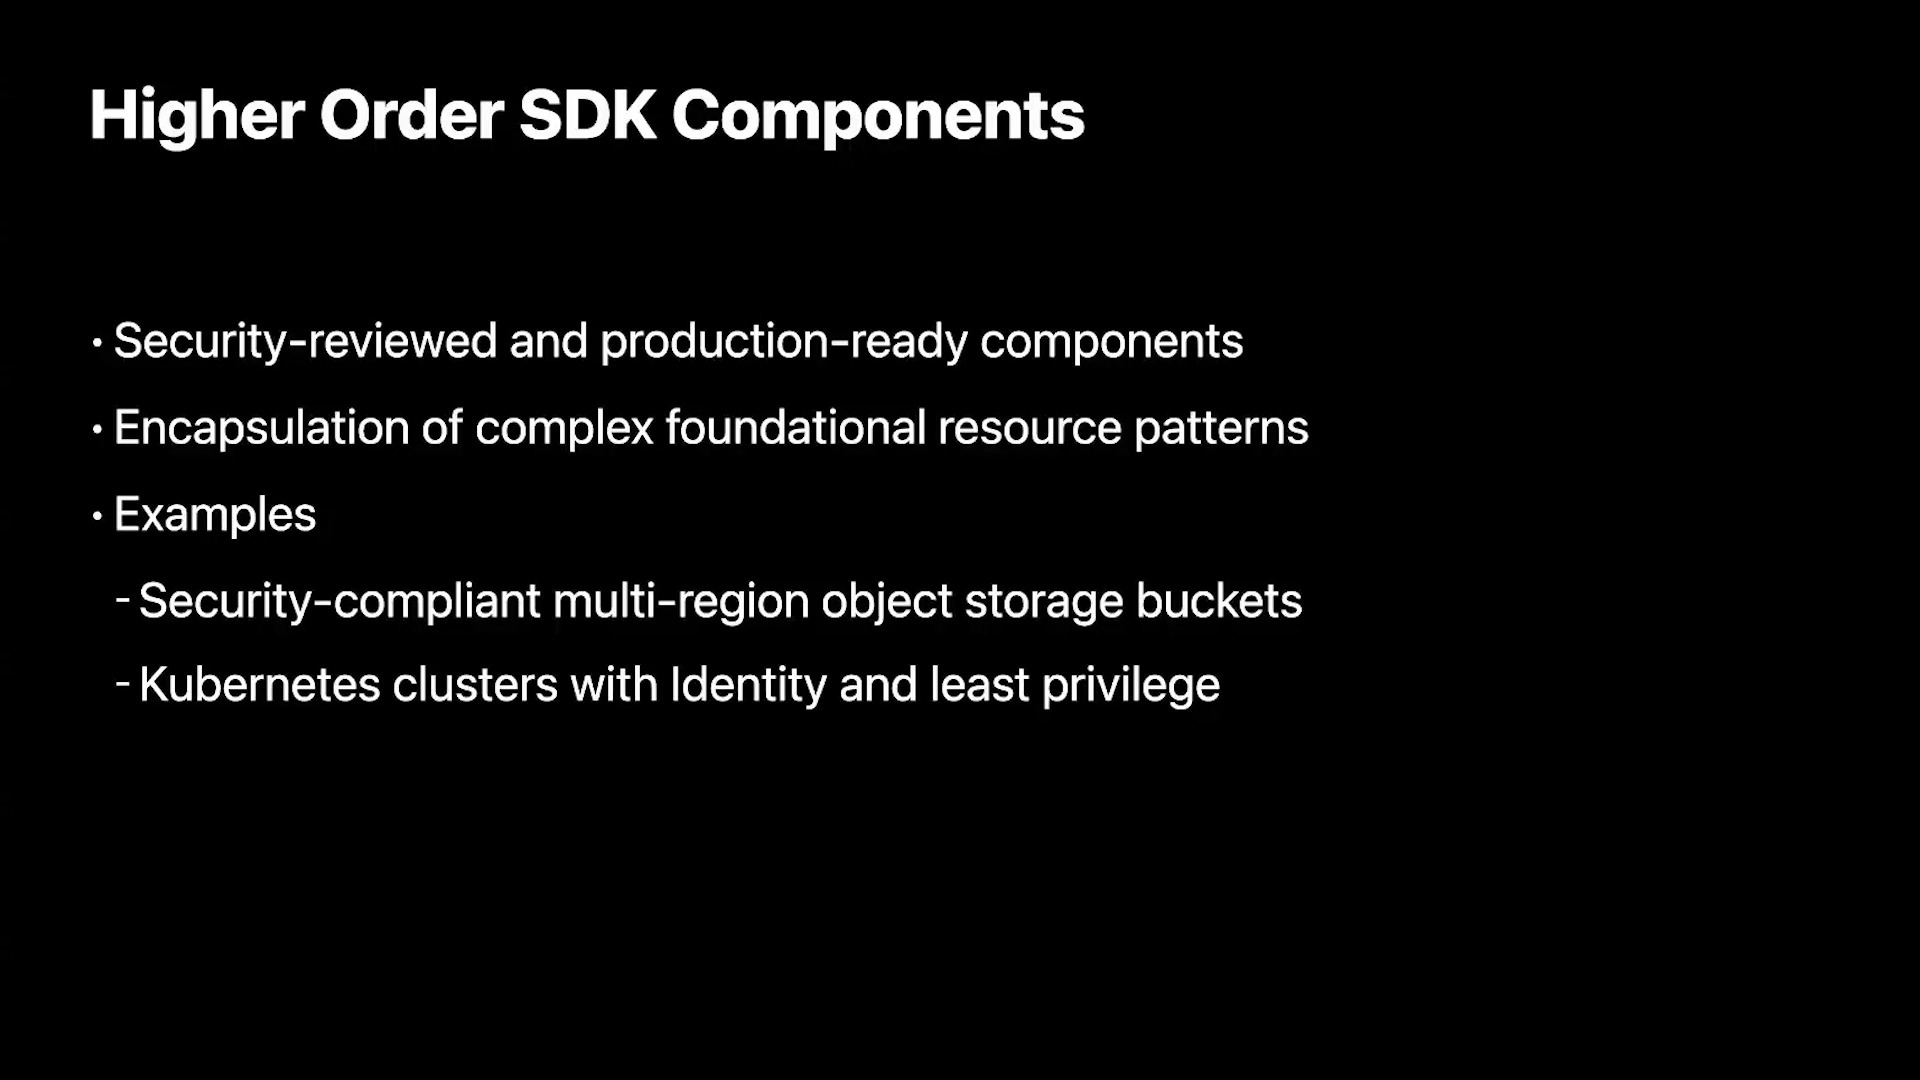 Higher Order SDK Components
• Security-reviewed and production-ready components
• Encapsulation of complex foundational resource patterns
• Examples
- Security-compliant multi-region object storage buckets
- Kubernetes clusters with Identity and least privilege